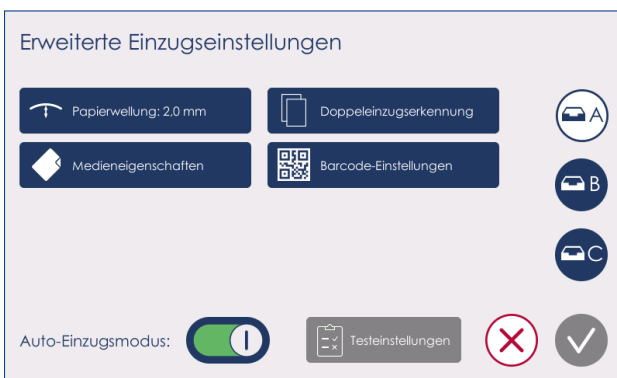 Erweiterte Einzugseinstellungen
Papierwellung: 2,0 mm
Doppeleinzugserkennung
A
Medieneigenschaften
Barcode-Einstellungen
B
C
Auto-Einzugsmodus:
Testeinstellungen